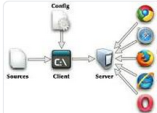 Config
C:\
Sources
Client
Server